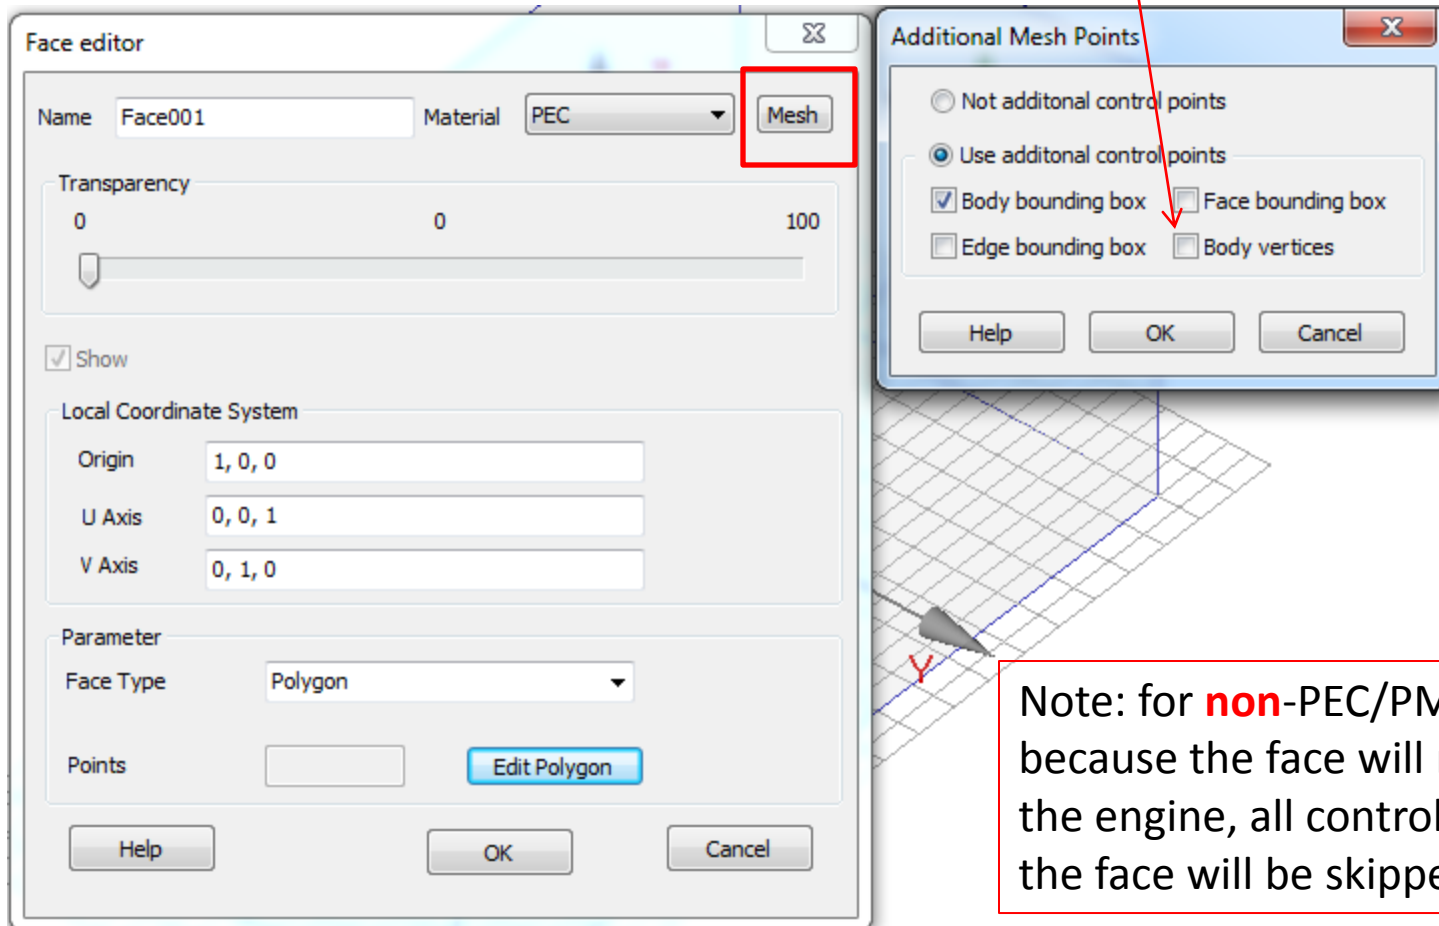 Face editor
Name Face001 Material PEC Mesh
Transparency
0 0 100
Show
Local Coordinate System
Origin 1, 0, 0
U Axis 0, 0, 1
V Axis 0, 1, 0
Parameter
Face Type Polygon
Points Edit Polygon
Help OK Cancel
Additional Mesh Points
Not additonal control points
Use additonal control points
Body bounding box Face bounding box
Edge bounding box Body vertices
Help OK Cancel
Y
Note: for non-PEC/PM
because the face will
the engine, all control
the face will be skippe